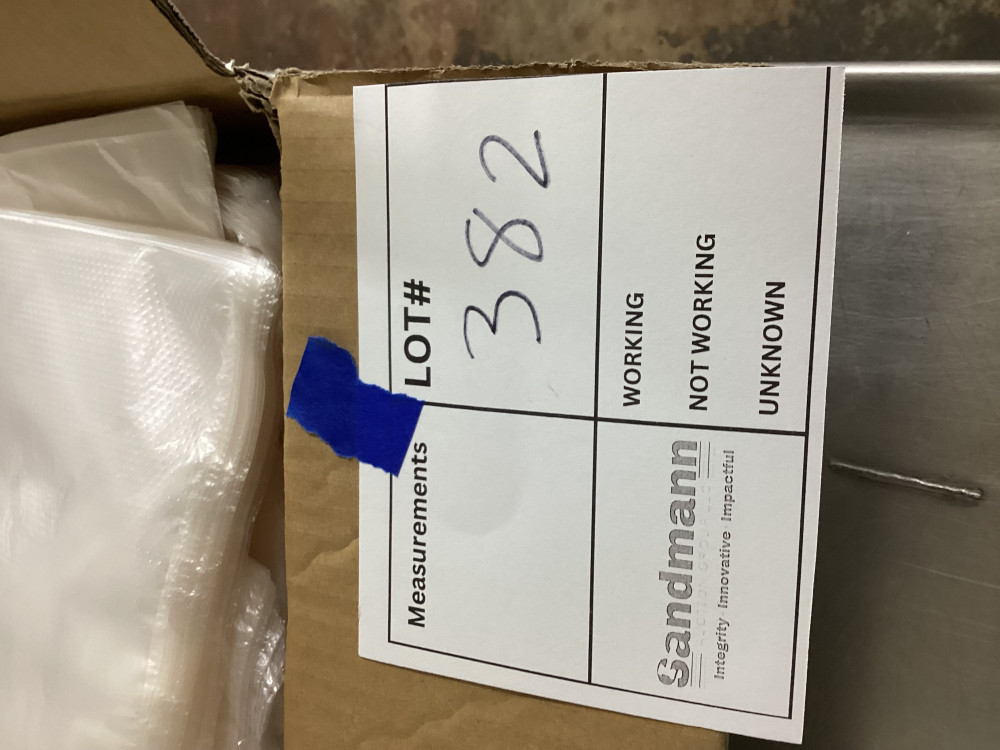 Measurements
LOT#
382
Sandmann
Integrity · Innovative · Impactful
WORKING
NOT WORKING
UNKNOWN